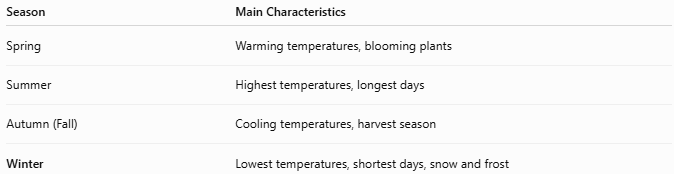 Season Main Characteristics
Spring Warming temperatures, blooming plants
Summer Highest temperatures, longest days
Autumn (Fall) Cooling temperatures, harvest season
Winter Lowest temperatures, shortest days, snow and frost